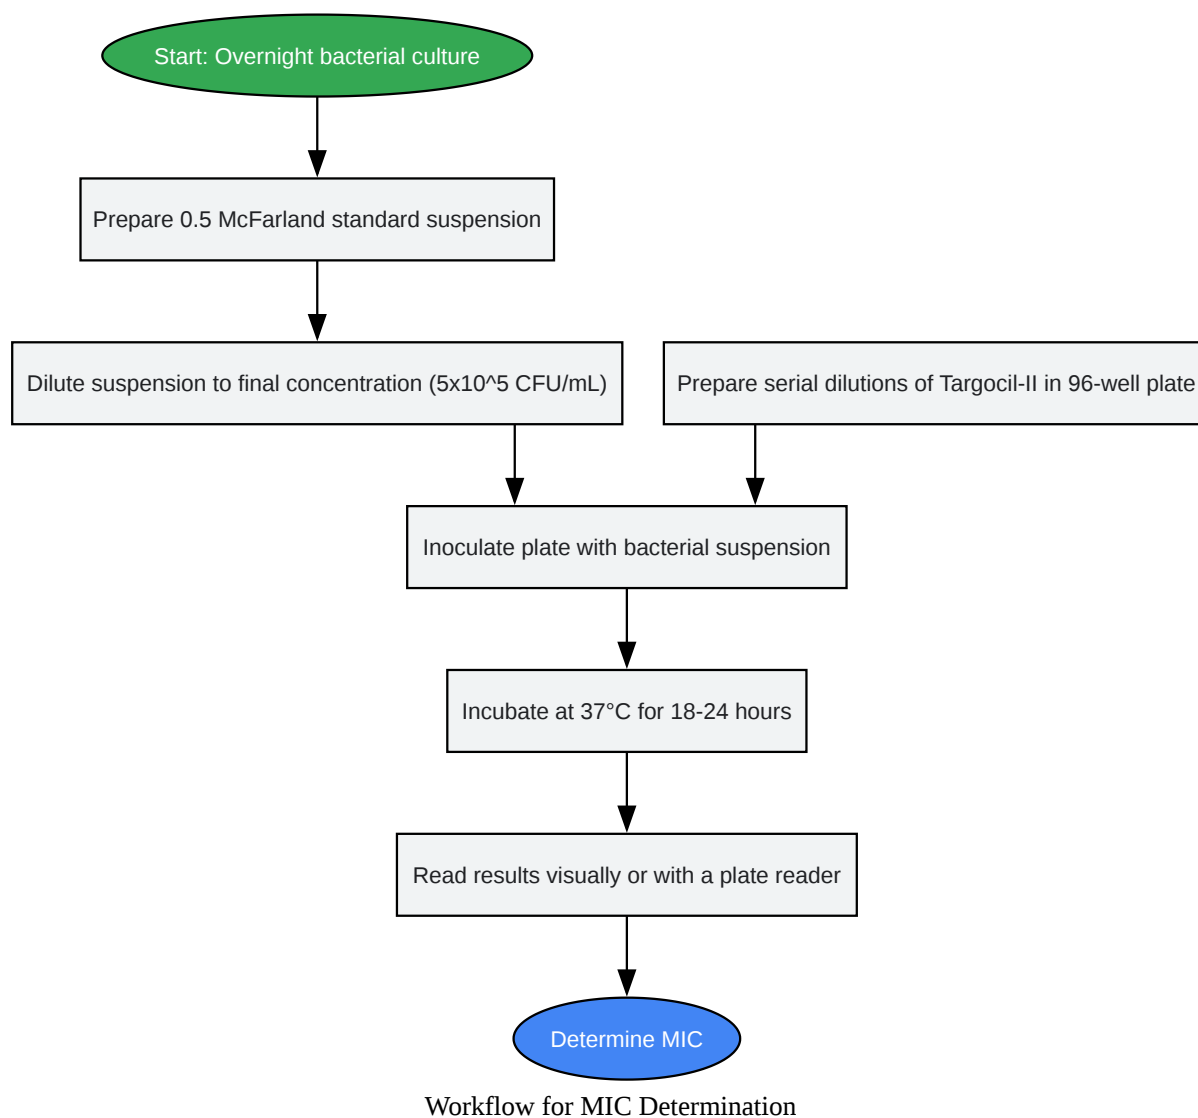 Start: Overnight bacterial culture
Prepare 0.5 McFarland standard suspension
Dilute suspension to final concentration (5x10^5 CFU/mL)
Prepare serial dilutions of Targocil-II in 96-well plate
Inoculate plate with bacterial suspension
Incubate at 37°C for 18-24 hours
Read results visually or with a plate reader
Determine MIC
Workflow for MIC Determination